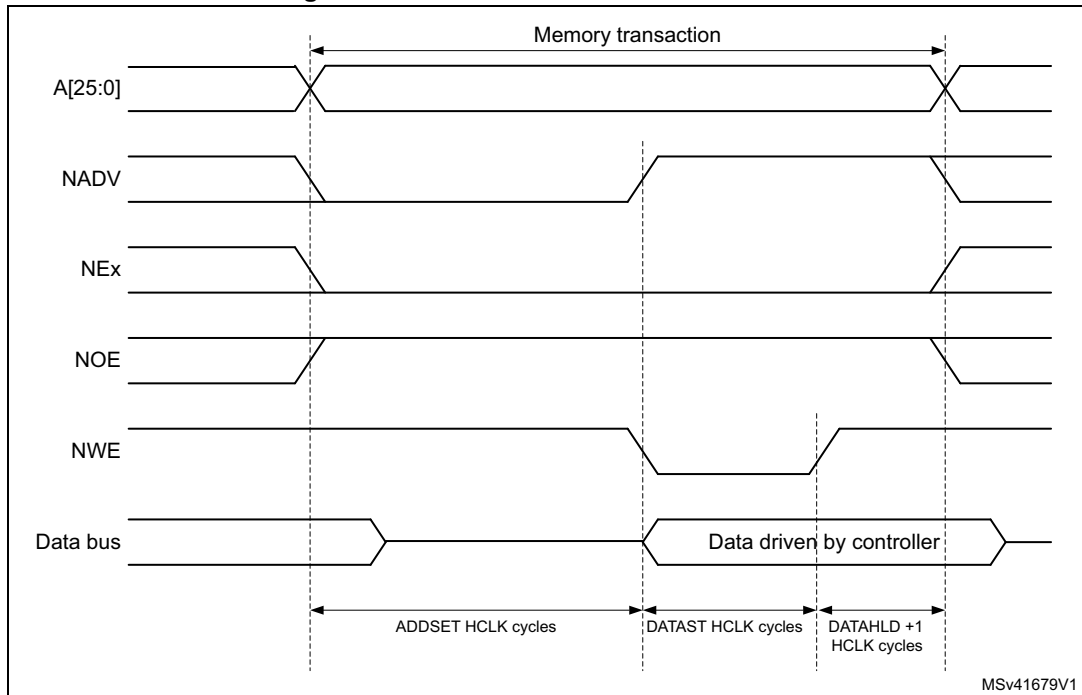 Memory transaction
A[25:0]
NADV
NEx
NOE
NWE
Data bus
Data driven by controller
ADDSET HCLK cycles
DATAST HCLK cycles
DATAHLD +1
HCLK cycles
MSv41679V1